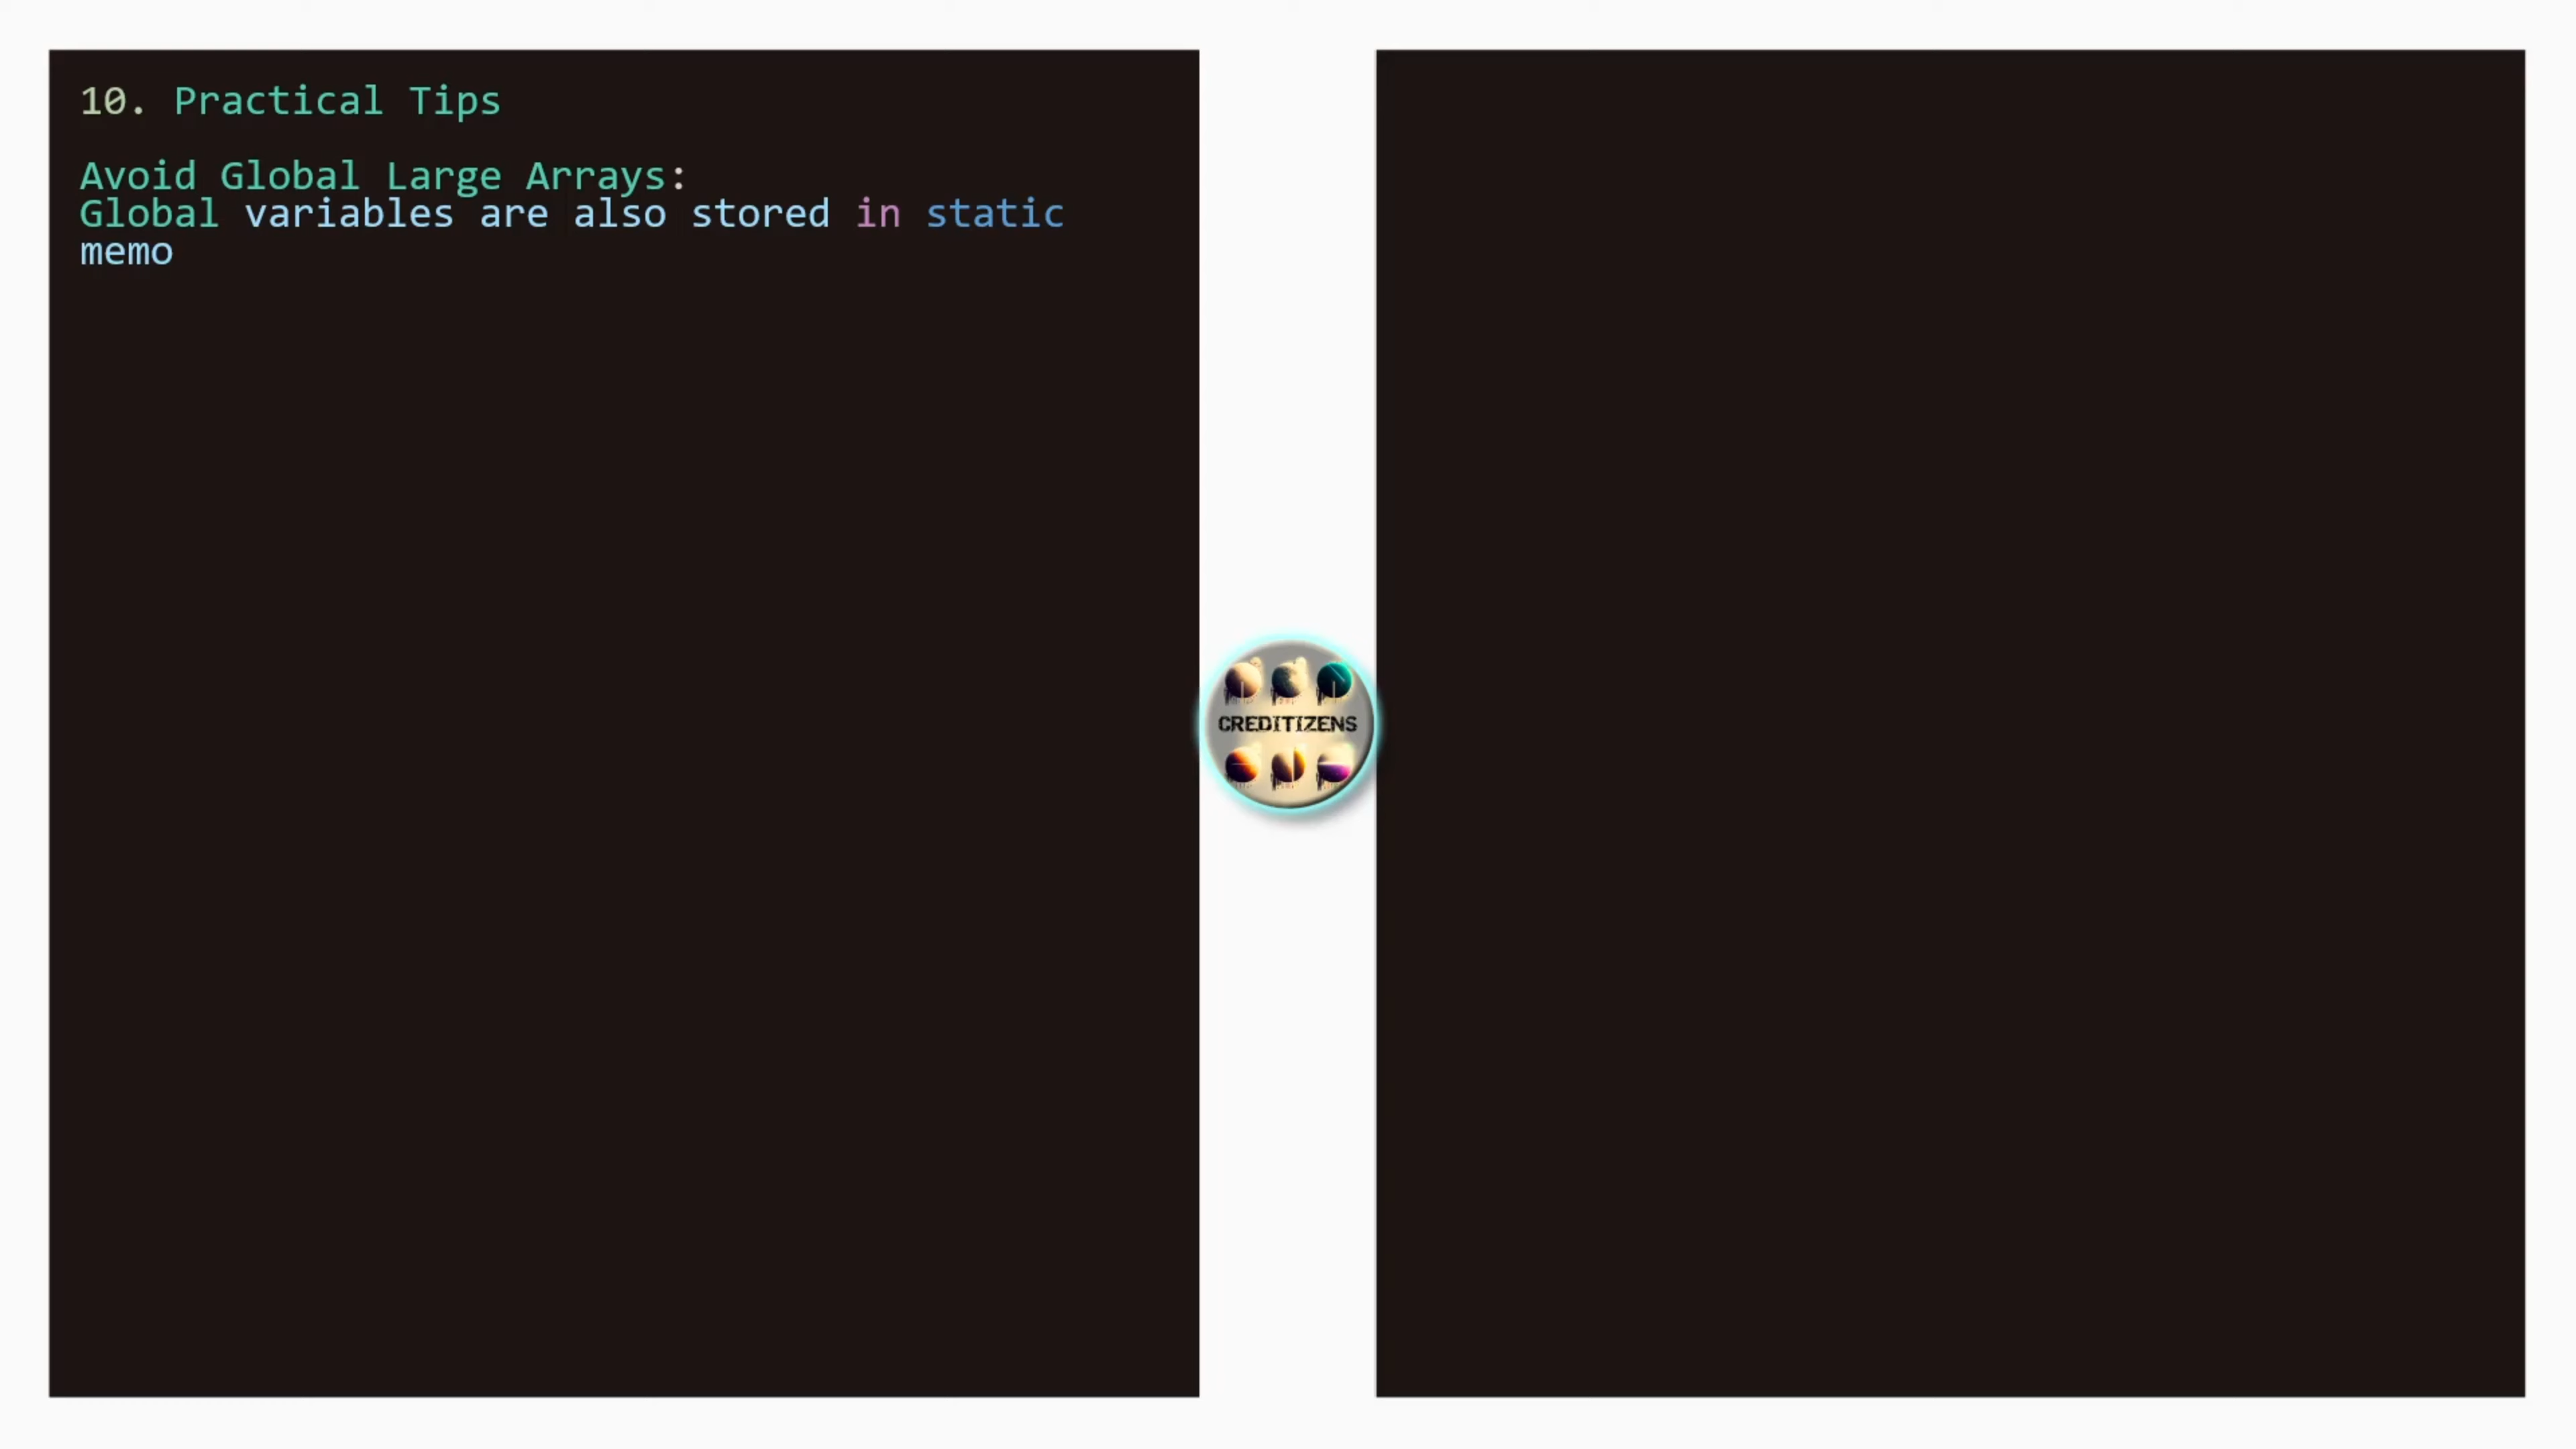 10. Practical Tips
Avoid Global Large Arrays:
Global variables are also stored in static
memo
CREDITIZENS